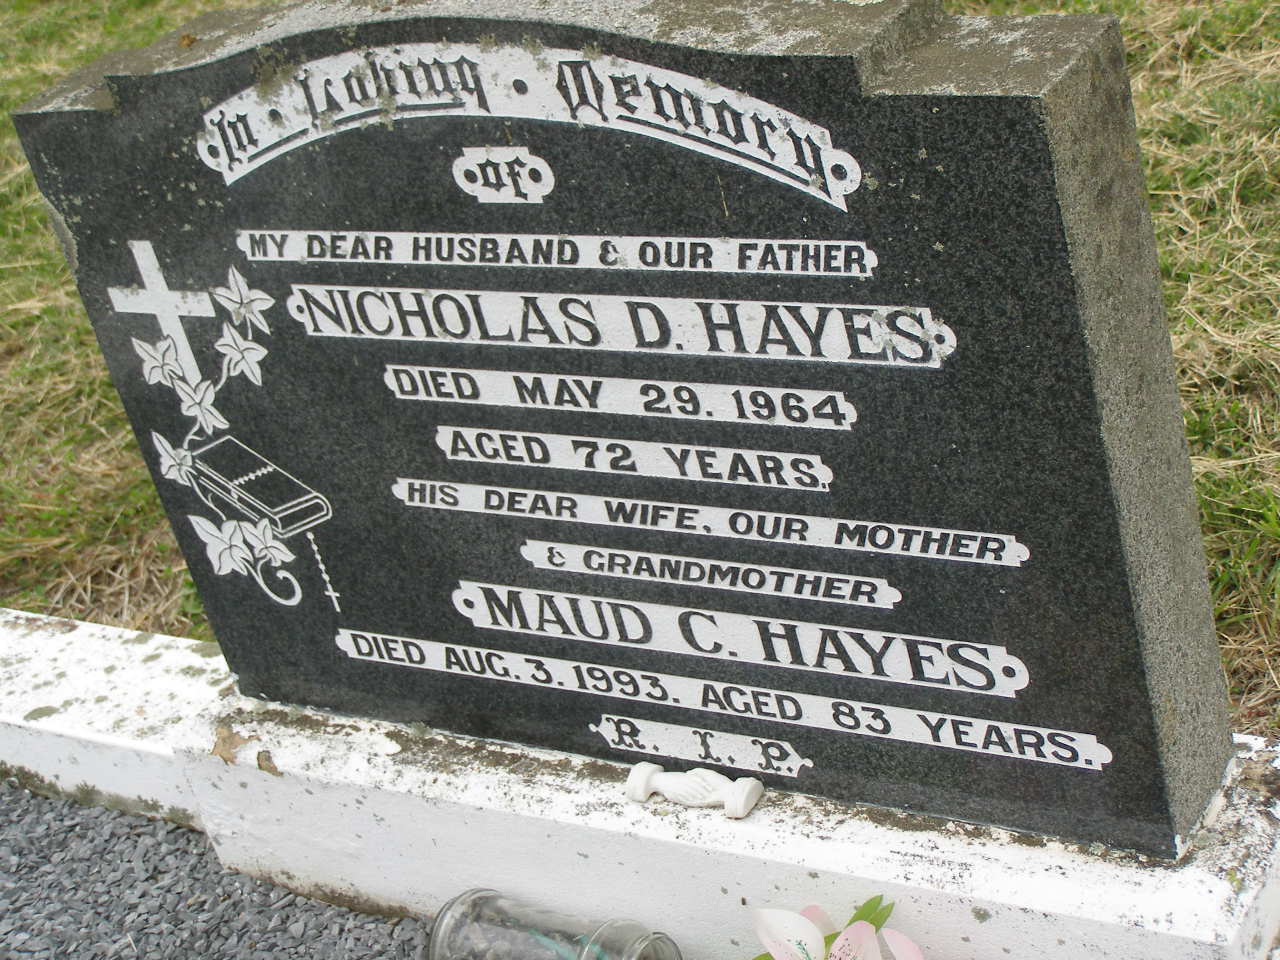 In · Loving · Memory
· of ·
MY DEAR HUSBAND & OUR FATHER
·NICHOLAS D. HAYES·
DIED MAY 29. 1964.
AGED 72 YEARS.
HIS DEAR WIFE, OUR MOTHER
& GRANDMOTHER
·MAUD C. HAYES·
DIED AUG. 3. 1993. AGED 83 YEARS.
R. I. P.